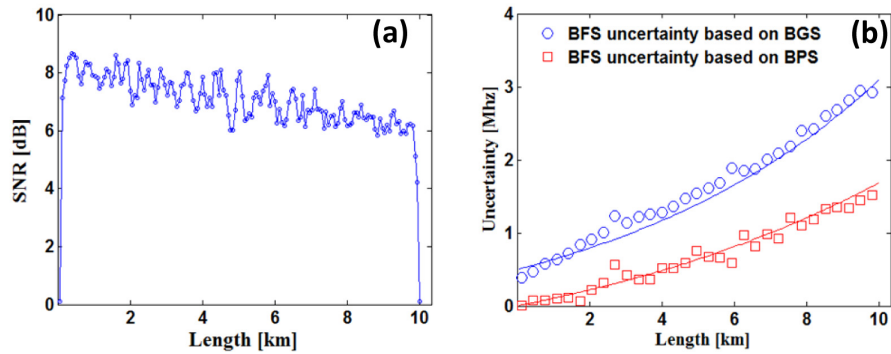 (a)
SNR [dB]
10
8
6
4
2
0
2
4
6
8
10
Length [km]
(b)
BFS uncertainty based on BGS
BFS uncertainty based on BPS
Uncertainty [Mhz]
4
3
2
1
0
0
2
4
6
8
10
Length [km]